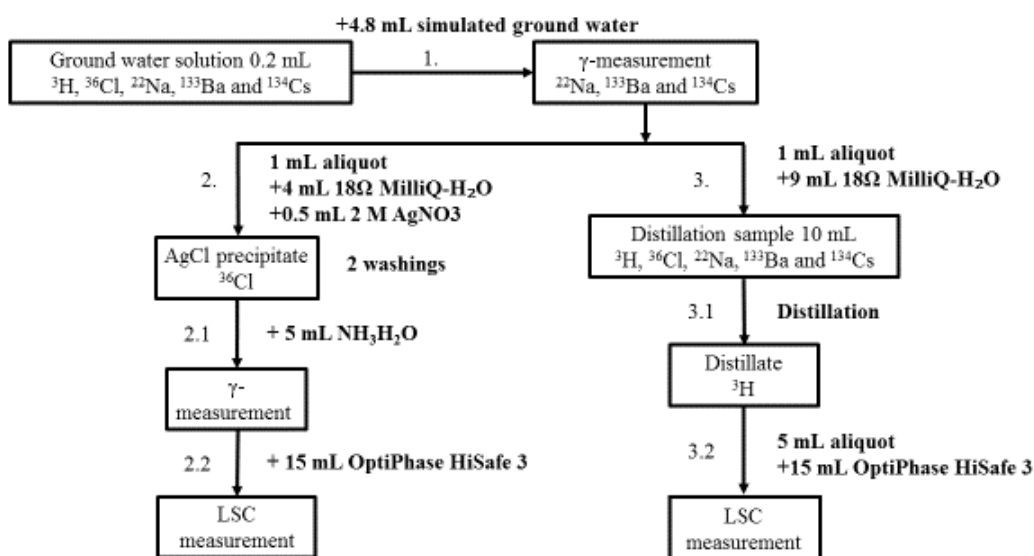 +4.8 mL simulated ground water
Ground water solution 0.2 mL
³H, ³⁶Cl, ²²Na, ¹³³Ba and ¹³⁴Cs
1.
γ-measurement
²²Na, ¹³³Ba and ¹³⁴Cs
2.
1 mL aliquot
+4 mL 18Ω MilliQ-H₂O
+0.5 mL 2 M AgNO3
3.
1 mL aliquot
+9 mL 18Ω MilliQ-H₂O
AgCl precipitate
³⁶Cl
2 washings
Distillation sample 10 mL
³H, ³⁶Cl, ²²Na, ¹³³Ba and ¹³⁴Cs
2.1
+ 5 mL NH₃H₂O
3.1
Distillation
γ-
measurement
Distillate
³H
2.2
+ 15 mL OptiPhase HiSafe 3
3.2
5 mL aliquot
+15 mL OptiPhase HiSafe 3
LSC
measurement
LSC
measurement